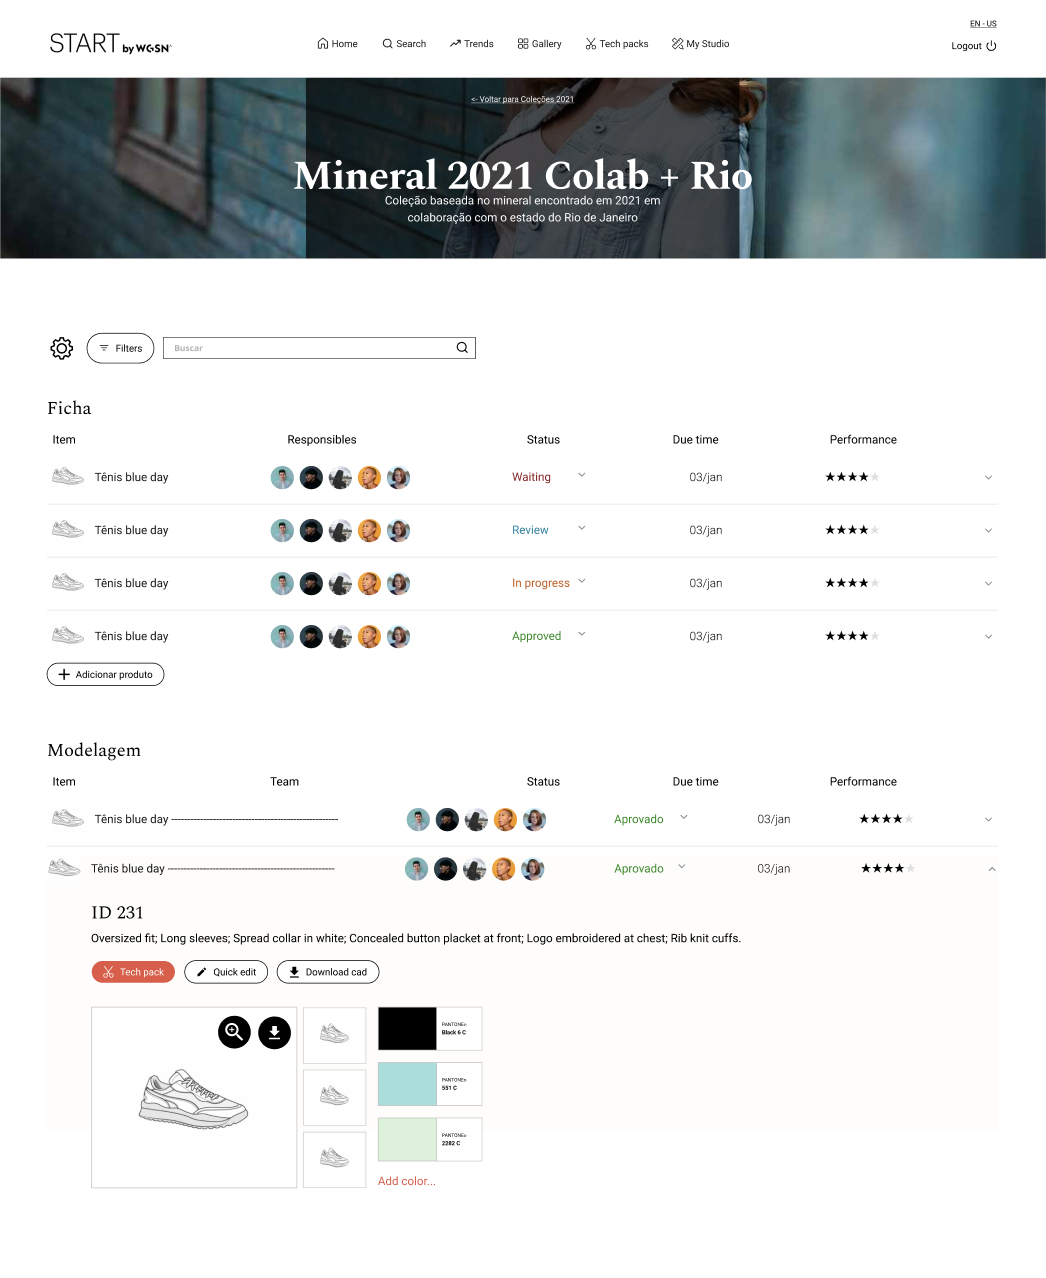 EN - US
START by WGSN
Home
Search
Trends
Gallery
Tech packs
My Studio
Logout
<- Voltar para Coleções 2021
Mineral 2021 Colab + Rio
Coleção baseada no mineral encontrado em 2021 em
colaboração com o estado do Rio de Janeiro
Filters
Buscar
Ficha
Item Responsibles Status Due time Performance
Tênis blue day Waiting 03/jan ★★★★★
Tênis blue day Review 03/jan ★★★★★
Tênis blue day In progress 03/jan ★★★★★
Tênis blue day Approved 03/jan ★★★★★
Adicionar produto
Modelagem
Item Team Status Due time Performance
Tênis blue day ---------------------------------------------------- Aprovado 03/jan ★★★★★
Tênis blue day ---------------------------------------------------- Aprovado 03/jan ★★★★★
ID 231
Oversized fit; Long sleeves; Spread collar in white; Concealed button placket at front; Logo embroidered at chest; Rib knit cuffs.
Tech pack
Quick edit
Download cad
PANTONE®
Black 6 C
PANTONE®
551 C
PANTONE®
2282 C
Add color...